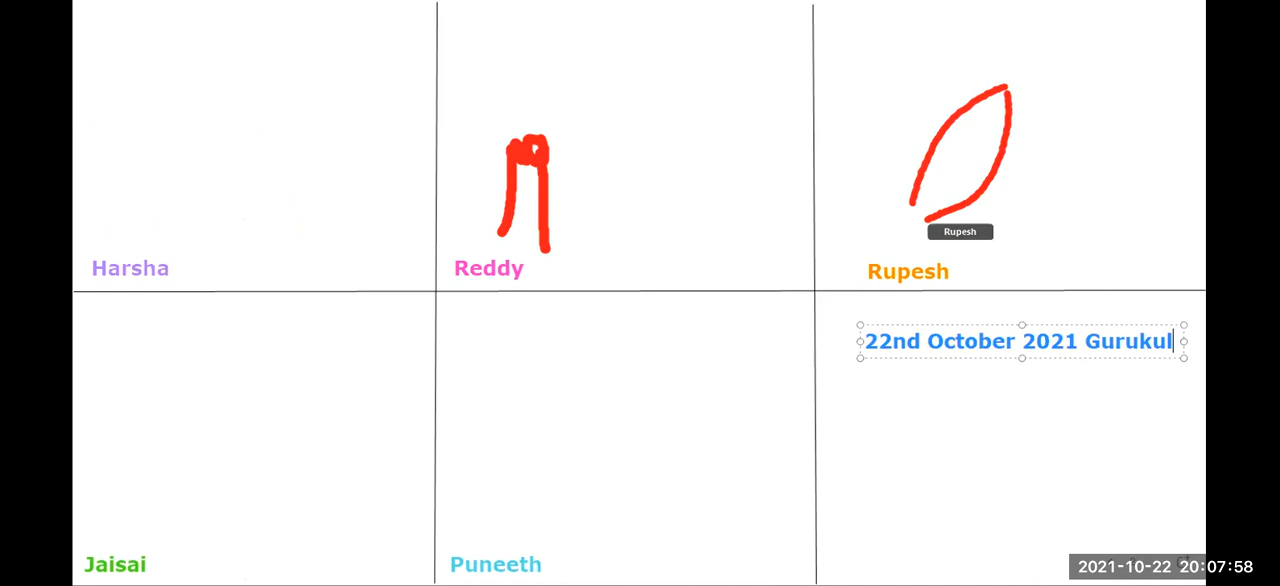 Harsha
Reddy
Rupesh
Rupesh
22nd October 2021 Gurukul
Jaisai
Puneeth
2021-10-22 20:07:58